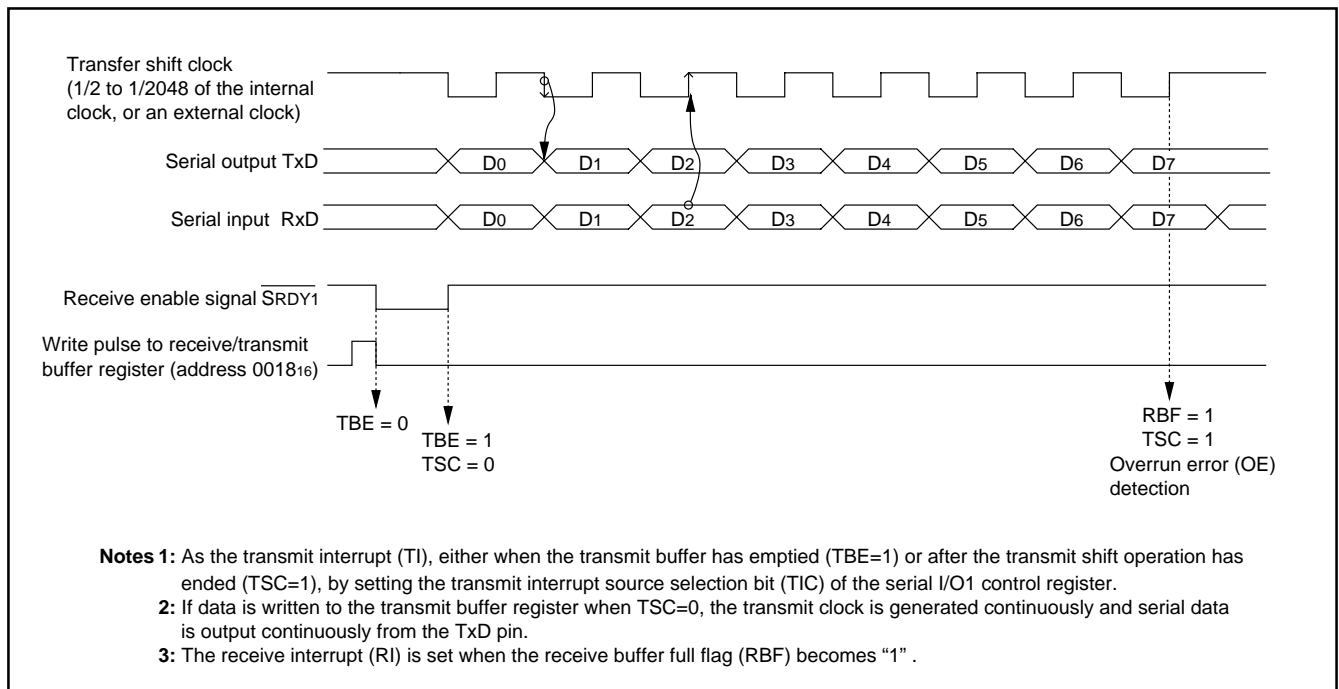 Transfer shift clock
(1/2 to 1/2048 of the internal
clock, or an external clock)
Serial output TxD
D0 D1 D2 D3 D4 D5 D6 D7
Serial input RxD
D0 D1 D2 D3 D4 D5 D6 D7
Receive enable signal SRDY1
Write pulse to receive/transmit
buffer register (address 001816)
TBE = 0
TBE = 1
TSC = 0
RBF = 1
TSC = 1
Overrun error (OE)
detection
Notes 1: As the transmit interrupt (TI), either when the transmit buffer has emptied (TBE=1) or after the transmit shift operation has
ended (TSC=1), by setting the transmit interrupt source selection bit (TIC) of the serial I/O1 control register.
2: If data is written to the transmit buffer register when TSC=0, the transmit clock is generated continuously and serial data
is output continuously from the TxD pin.
3: The receive interrupt (RI) is set when the receive buffer full flag (RBF) becomes “1” .